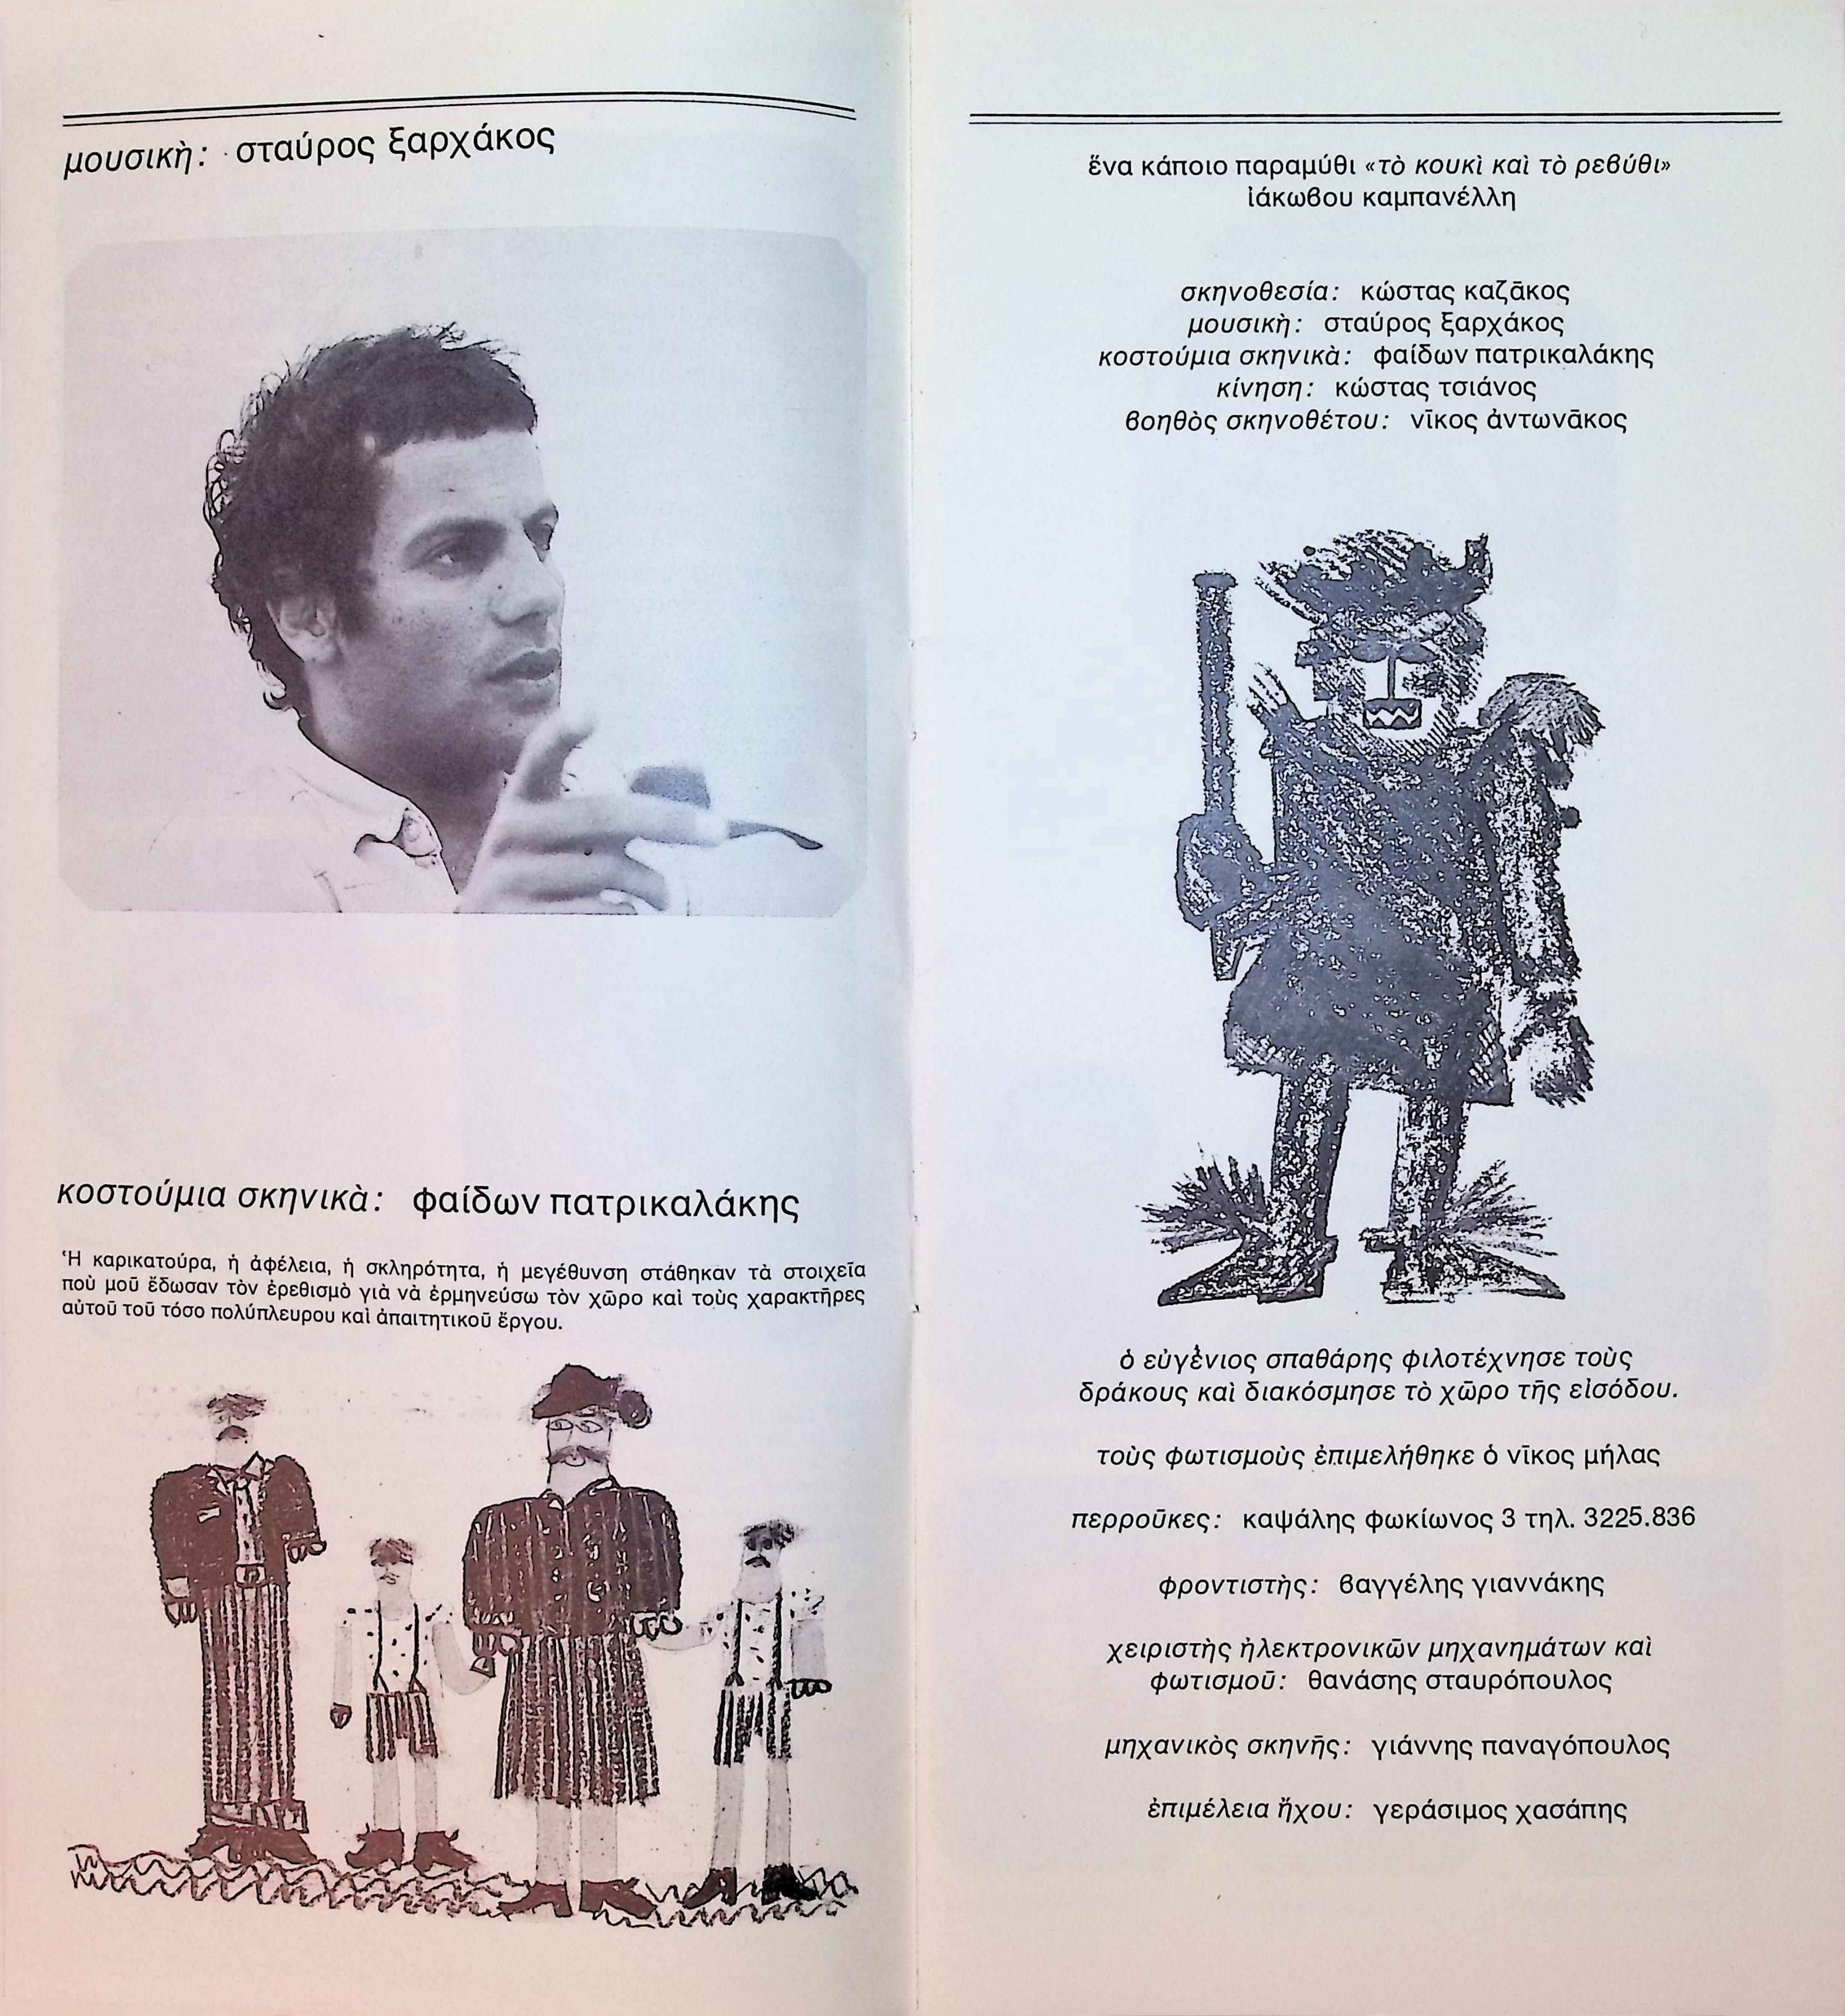 μουσικὴ: σταύρος ξαρχάκος
κοστούμια σκηνικὰ: φαίδων πατρικαλάκης
Ἡ καρικατούρα, ἡ ἀφέλεια, ἡ σκληρότητα, ἡ μεγέθυνση στάθηκαν τὰ στοιχεῖα
ποὺ μοῦ ἔδωσαν τὸν ἐρεθισμὸ γιὰ νὰ ἑρμηνεύσω τὸν χῶρο καὶ τοὺς χαρακτῆρες
αὐτοῦ τοῦ τόσο πολύπλευρου καὶ ἀπαιτητικοῦ ἔργου.
ἕνα κάποιο παραμύθι «τὸ κουκὶ καὶ τὸ ρεϐύθι»
ἰάκωϐου καμπανέλλη
σκηνοθεσία: κώστας καζᾶκος
μουσικὴ: σταύρος ξαρχάκος
κοστούμια σκηνικὰ: φαίδων πατρικαλάκης
κίνηση: κώστας τσιάνος
ϐοηθὸς σκηνοθέτου: νῖκος ἀντωνᾶκος
ὁ εὐγένιος σπαθάρης φιλοτέχνησε τοὺς
δράκους καὶ διακόσμησε τὸ χῶρο τῆς εἰσόδου.
τοὺς φωτισμοὺς ἐπιμελήθηκε ὁ νῖκος μήλας
περροῦκες: καψάλης φωκίωνος 3 τηλ. 3225.836
φροντιστὴς: ϐαγγέλης γιαννάκης
χειριστὴς ἠλεκτρονικῶν μηχανημάτων καὶ
φωτισμοῦ: θανάσης σταυρόπουλος
μηχανικὸς σκηνῆς: γιάννης παναγόπουλος
ἐπιμέλεια ἤχου: γεράσιμος χασάπης